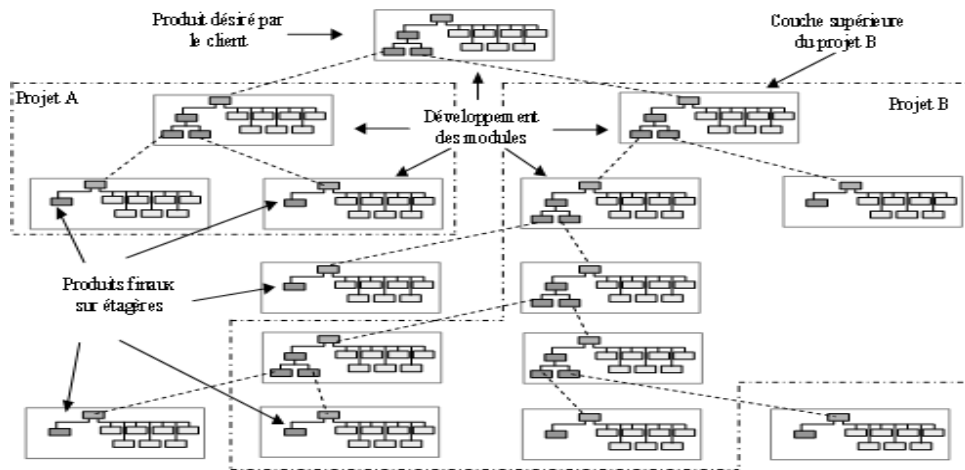 Produit désiré par
le client
Couche supérieure
du projet B
Projet A
Projet B
Développement
des modules
Produits finaux
sur étagères